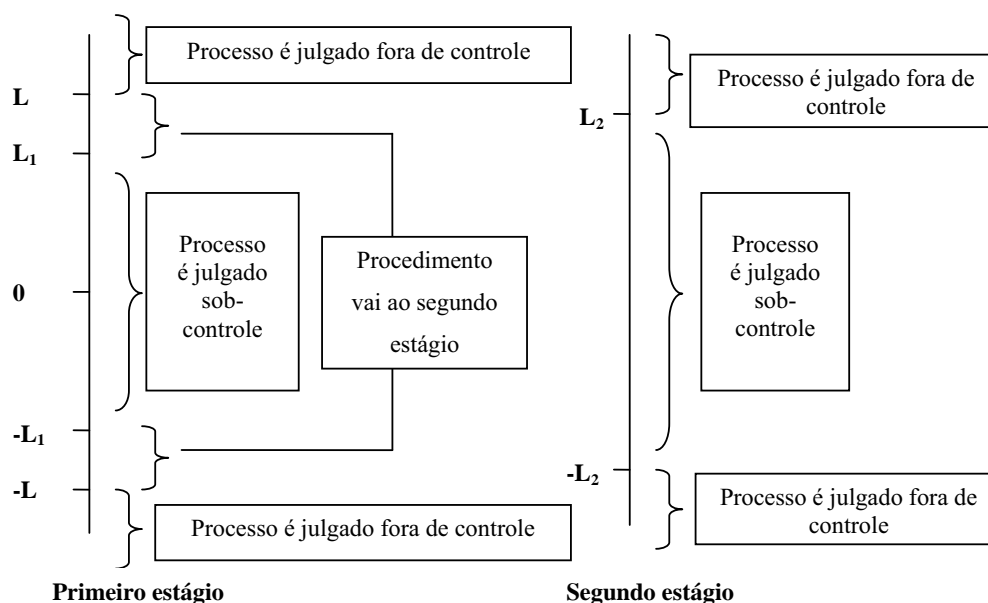 Processo é julgado fora de controle
L
L₁
Processo
é julgado
sob-
controle
0
Procedimento
vai ao segundo
estágio
-L₁
-L
Processo é julgado fora de controle
Primeiro estágio
Processo é julgado fora de
controle
L₂
Processo
é julgado
sob-
controle
-L₂
Processo é julgado fora de
controle
Segundo estágio